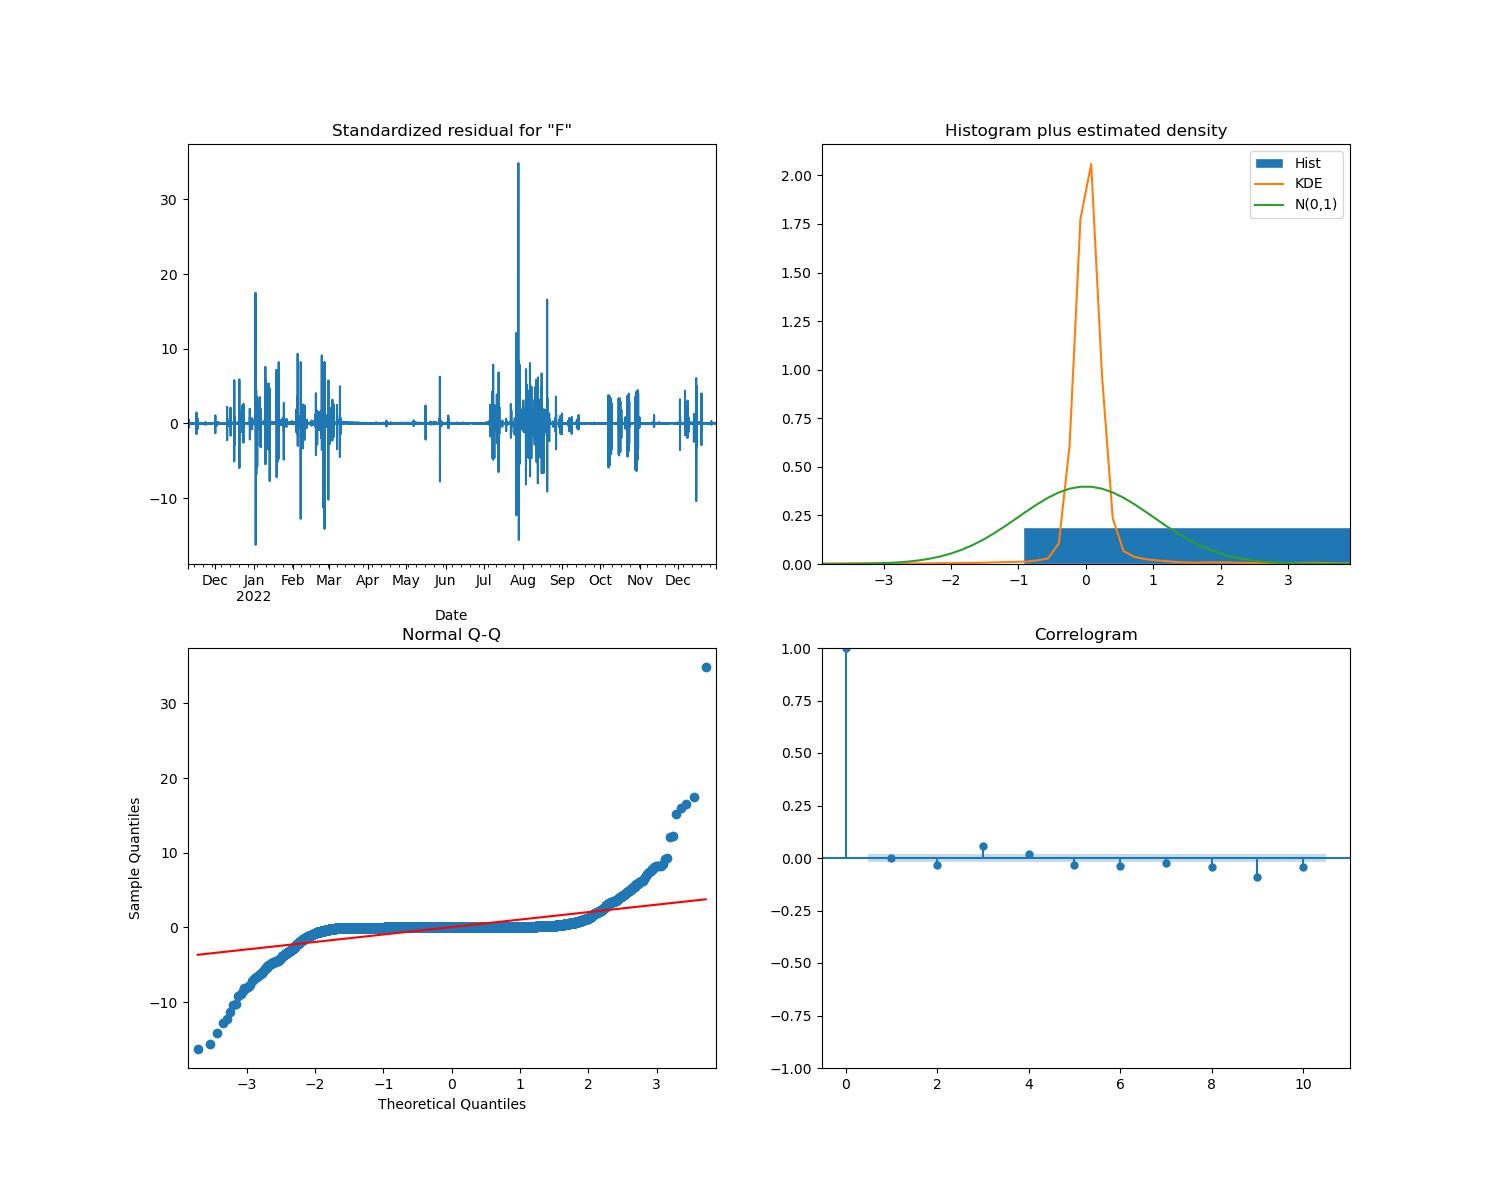 Standardized residual for "F"
30
20
10
0
−10
Dec Jan Feb Mar Apr May Jun Jul Aug Sep Oct Nov Dec
2022
Date
Histogram plus estimated density
2.00
1.75
1.50
1.25
1.00
0.75
0.50
0.25
0.00
−3 −2 −1 0 1 2 3
Hist
KDE
N(0,1)
Normal Q-Q
Sample Quantiles
30
20
10
0
−10
−3 −2 −1 0 1 2 3
Theoretical Quantiles
Correlogram
1.00
0.75
0.50
0.25
0.00
−0.25
−0.50
−0.75
−1.00
0 2 4 6 8 10